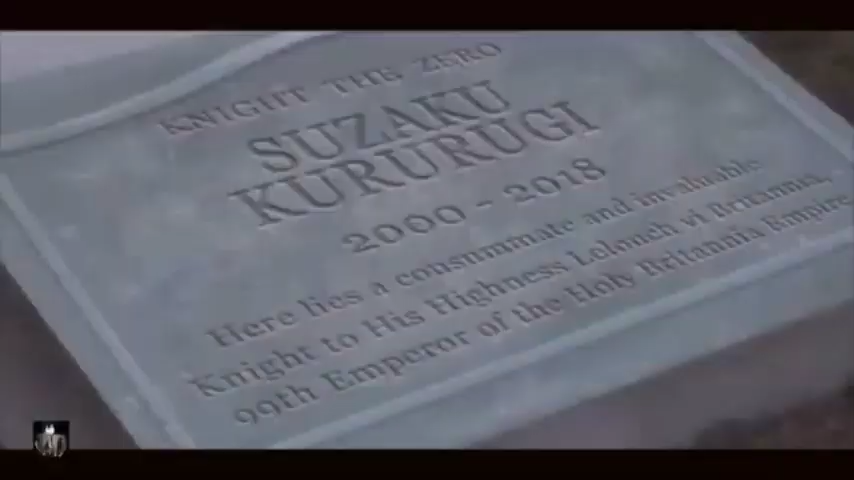 KNIGHT THE ZERO
SUZAKU
KURURUGI
2000 - 2018
Here lies a consummate and invaluable
Knight to His Highness Lelouch vi Britannia,
99th Emperor of the Holy Britannia Empire